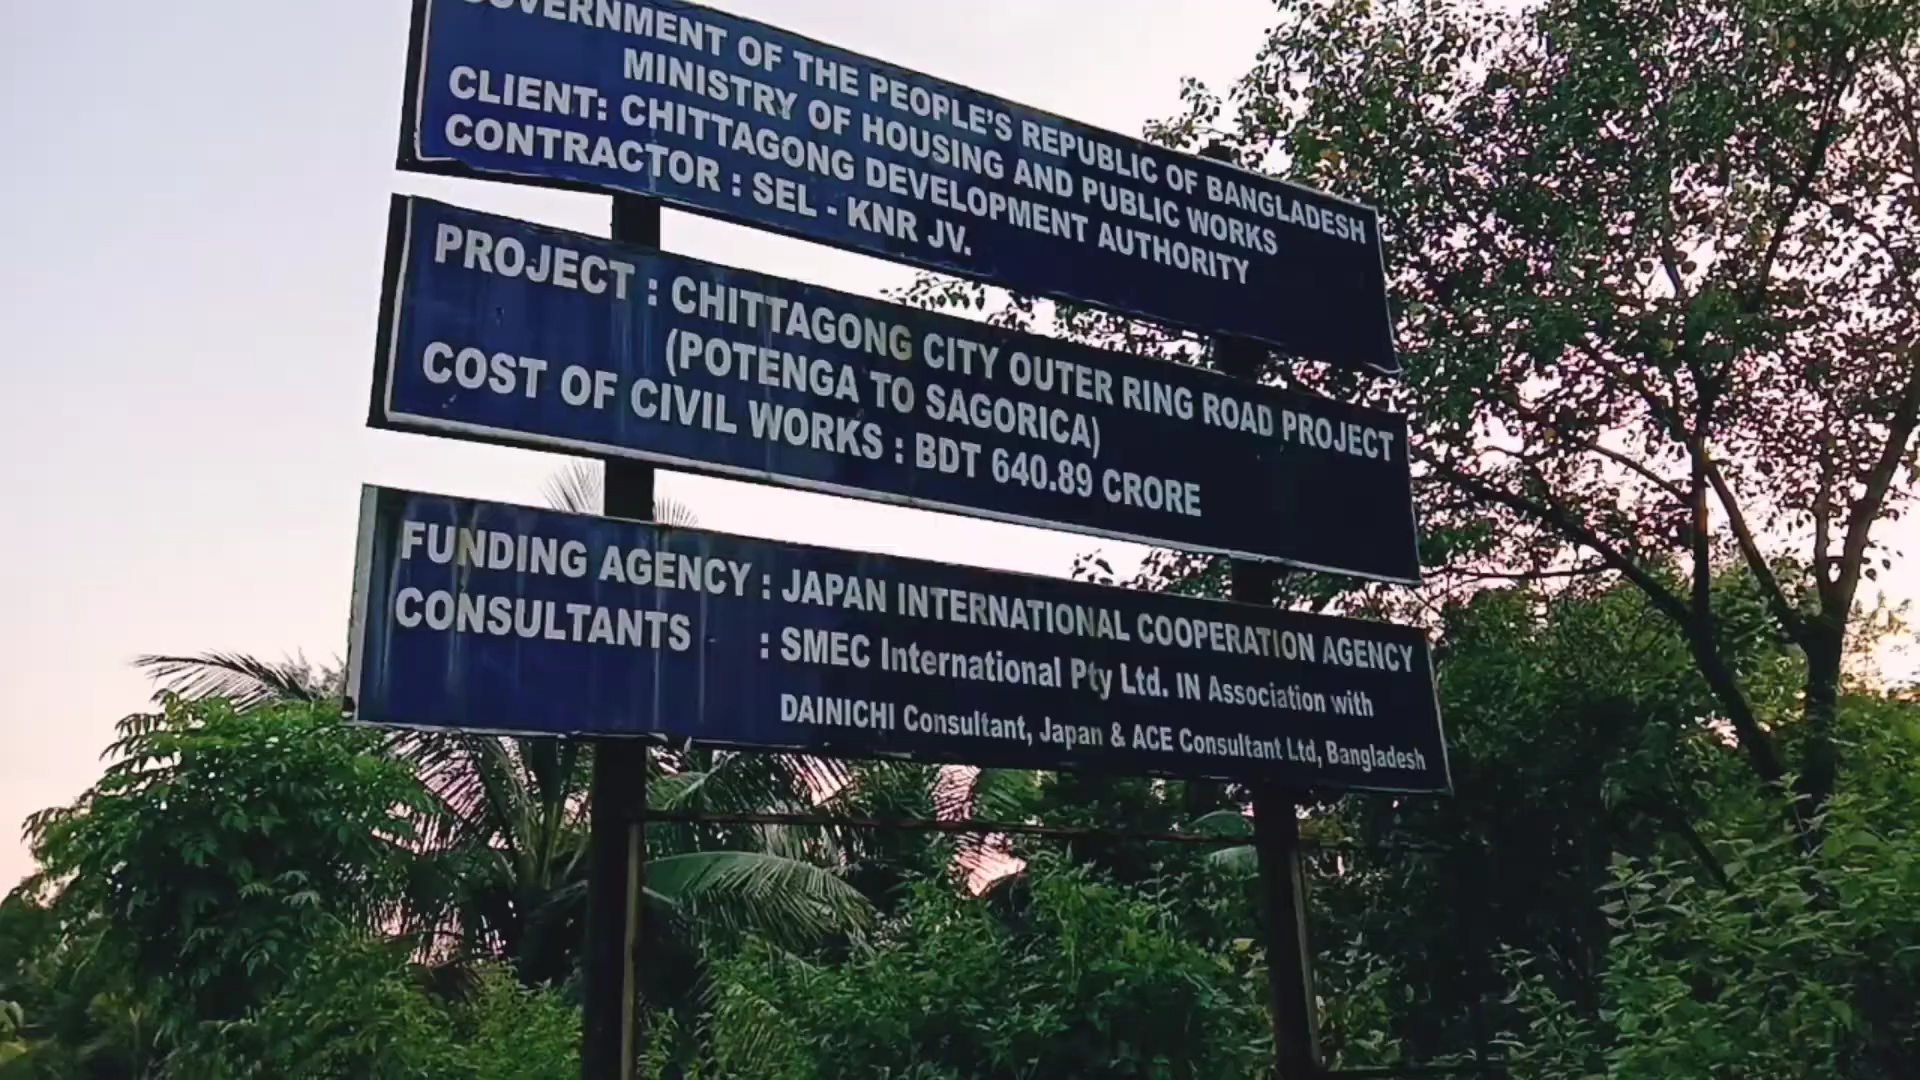 GOVERNMENT OF THE PEOPLE'S REPUBLIC OF BANGLADESH
MINISTRY OF HOUSING AND PUBLIC WORKS
CLIENT: CHITTAGONG DEVELOPMENT AUTHORITY
CONTRACTOR : SEL - KNR JV.
PROJECT : CHITTAGONG CITY OUTER RING ROAD PROJECT
(POTENGA TO SAGORICA)
COST OF CIVIL WORKS : BDT 640.89 CRORE
FUNDING AGENCY : JAPAN INTERNATIONAL COOPERATION AGENCY
CONSULTANTS : SMEC International Pty Ltd. IN Association with
DAINICHI Consultant, Japan & ACE Consultant Ltd, Bangladesh